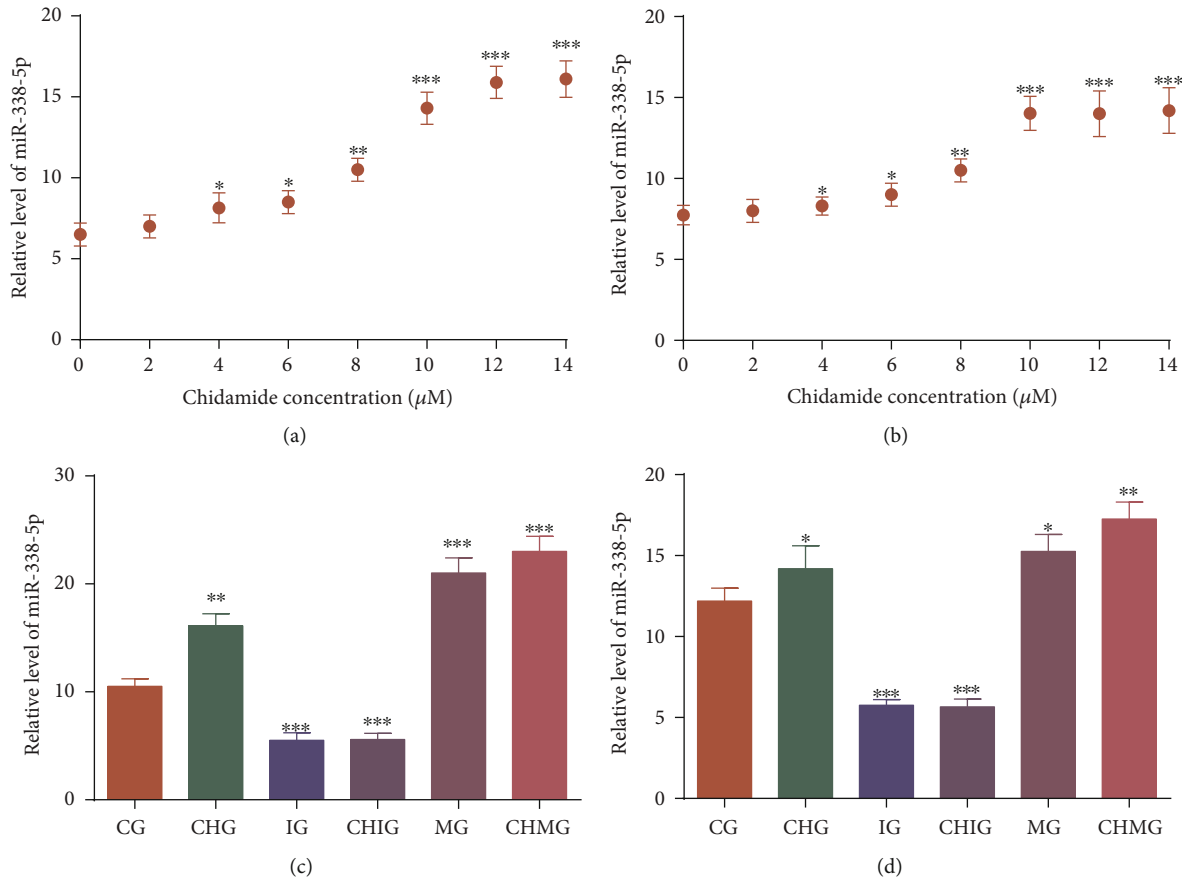 Relative level of miR-338-5p
20
15
10
5
0
*
*
**
***
***
***
0 2 4 6 8 10 12 14
Chidamide concentration (μM)
(a)
Relative level of miR-338-5p
20
15
10
5
0
*
*
**
***
***
***
0 2 4 6 8 10 12 14
Chidamide concentration (μM)
(b)
Relative level of miR-338-5p
30
20
10
0
**
***
***
***
***
CG CHG IG CHIG MG CHMG
(c)
Relative level of miR-338-5p
20
15
10
5
0
*
***
***
*
**
CG CHG IG CHIG MG CHMG
(d)